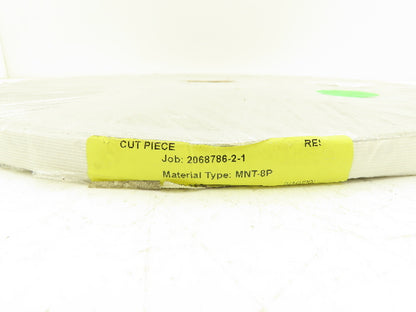 CUT PIECE
Job: 2068786-2-1
Material Type: MNT-8P